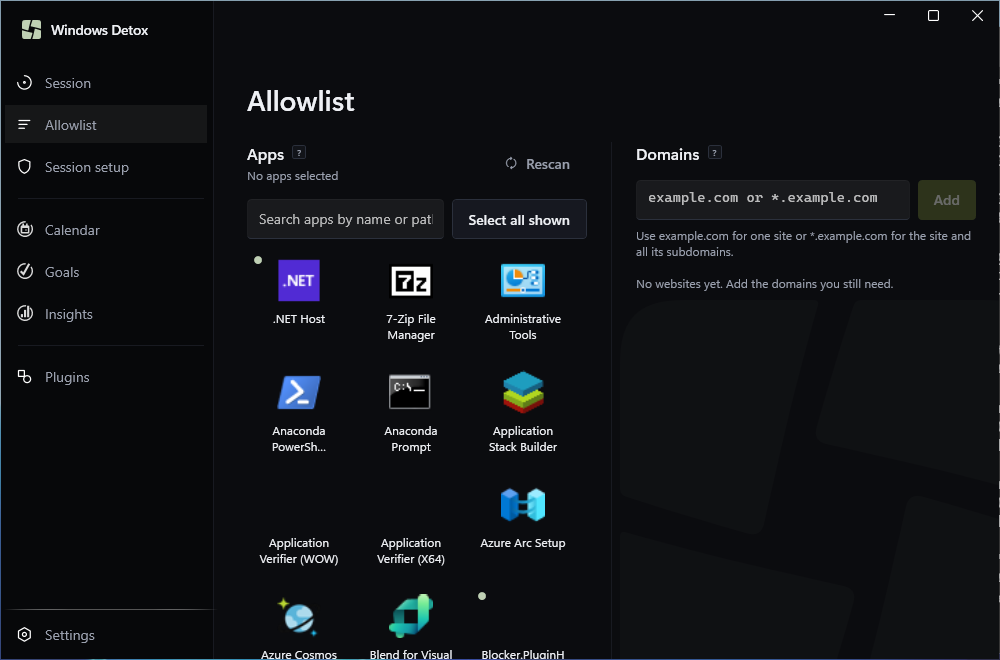 Windows Detox
Session
Allowlist
Session setup
Calendar
Goals
Insights
Plugins
Settings
Allowlist
Apps ?
No apps selected
Rescan
Search apps by name or pat
Select all shown
.NET
.NET Host
7z
7-Zip File
Manager
Administrative
Tools
Anaconda
PowerSh...
C:\
Anaconda
Prompt
Application
Stack Builder
Application
Verifier (WOW)
Application
Verifier (X64)
Azure Arc Setup
Azure Cosmos
Blend for Visual
Blocker.PluginH
Domains ?
example.com or *.example.com
Add
Use example.com for one site or *.example.com for the site and
all its subdomains.
No websites yet. Add the domains you still need.